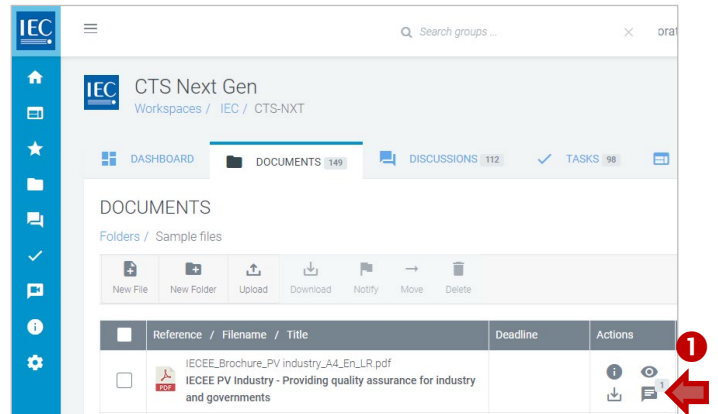 IEC
Search groups ...
IEC
CTS Next Gen
Workspaces / IEC / CTS-NXT
DASHBOARD
DOCUMENTS 149
DISCUSSIONS 112
TASKS 98
DOCUMENTS
Folders / Sample files
New File
New Folder
Upload
Download
Notify
Move
Delete
Reference / Filename / Title
Deadline
Actions
1
IECEE_Brochure_PV industry_A4_En_LR.pdf
PDF
IECEE PV Industry - Providing quality assurance for industry
and governments
1